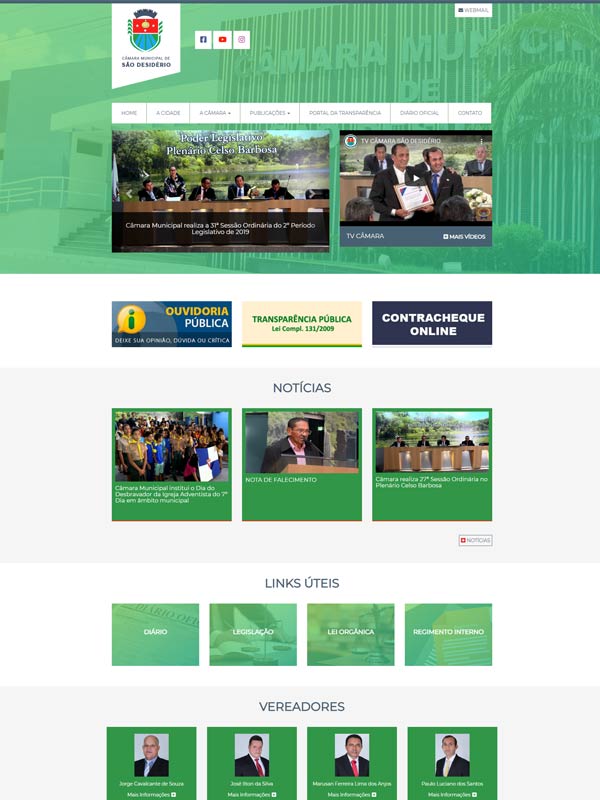 WEBMAIL
CÂMARA MUNICIPAL DE
SÃO DESIDÉRIO
CÂMARA MUNICI
DE
HOME
A CIDADE
A CÂMARA
PUBLICAÇÕES
PORTAL DA TRANSPARÊNCIA
DIÁRIO OFICIAL
CONTATO
Poder Legislativo
Plenário Celso Barbosa
Câmara Municipal realiza a 31ª Sessão Ordinária do 2º Período
Legislativo de 2019
TV CÂMARA SÃO DESIDÉRIO
TV CÂMARA
MAIS VÍDEOS
OUVIDORIA
PÚBLICA
DEIXE SUA OPINIÃO, DÚVIDA OU CRÍTICA
TRANSPARÊNCIA PÚBLICA
Lei Compl. 131/2009
CONTRACHEQUE
ONLINE
NOTÍCIAS
Câmara Municipal institui o Dia do
Desbravador da Igreja Adventista do 7º
Dia em âmbito municipal
NOTA DE FALECIMENTO
Câmara realiza 27ª Sessão Ordinária no
Plenário Celso Barbosa
NOTÍCIAS
LINKS ÚTEIS
DIÁRIO
LEGISLAÇÃO
LEI ORGÂNICA
REGIMENTO INTERNO
VEREADORES
Jorge Cavalcante de Souza
Mais Informações
José Ition da Silva
Mais Informações
Marusan Ferreira Lima dos Anjos
Mais Informações
Paulo Luciano dos Santos
Mais Informações